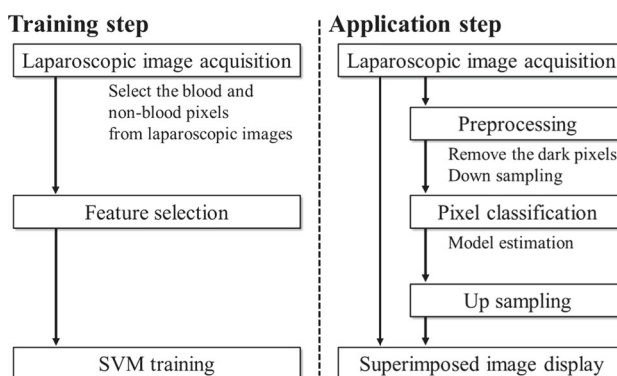 Training step
Laparoscopic image acquisition
Select the blood and
non-blood pixels
from laparoscopic images
Feature selection
SVM training
Application step
Laparoscopic image acquisition
Preprocessing
Remove the dark pixels
Down sampling
Pixel classification
Model estimation
Up sampling
Superimposed image display